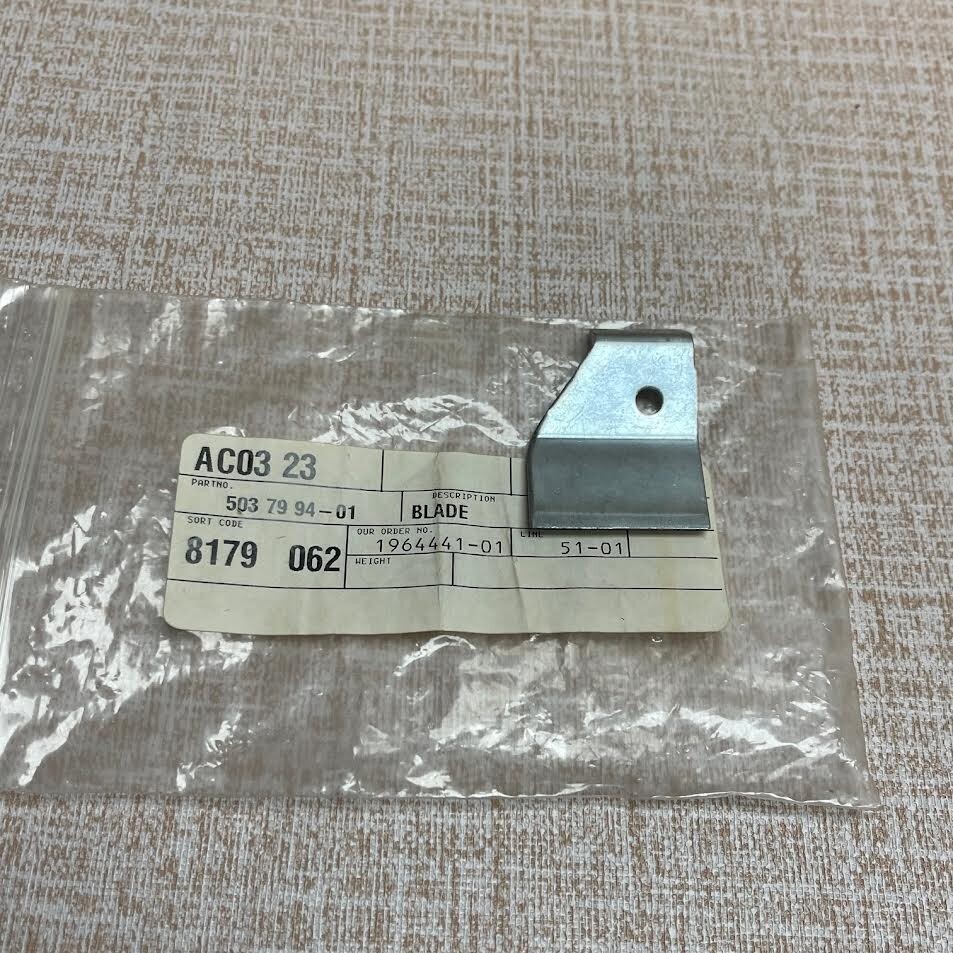 AC03 23
PARTNO.
503 79 94-01
DESCRIPTION
BLADE
SORT CODE
8179 062
OUR ORDER NO.
1964441-01
LINE
51-01
WEIGHT